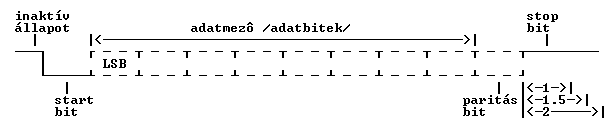 inaktív
állapot
adatmezô /adatbitek/
stop
bit
LSB
start
bit
paritás
bit
<-1->
<-1.5->
<-2--->